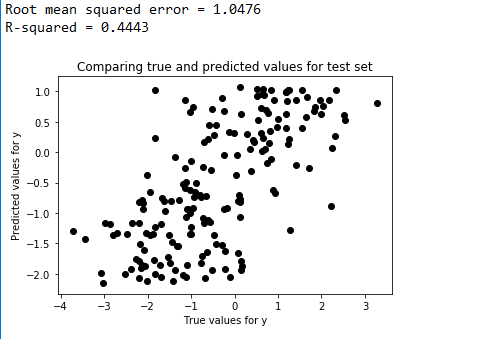 Root mean squared error = 1.0476
R-squared = 0.4443
Comparing true and predicted values for test set
Predicted values for y
1.0
0.5
0.0
−0.5
−1.0
−1.5
−2.0
−4 −3 −2 −1 0 1 2 3
True values for y